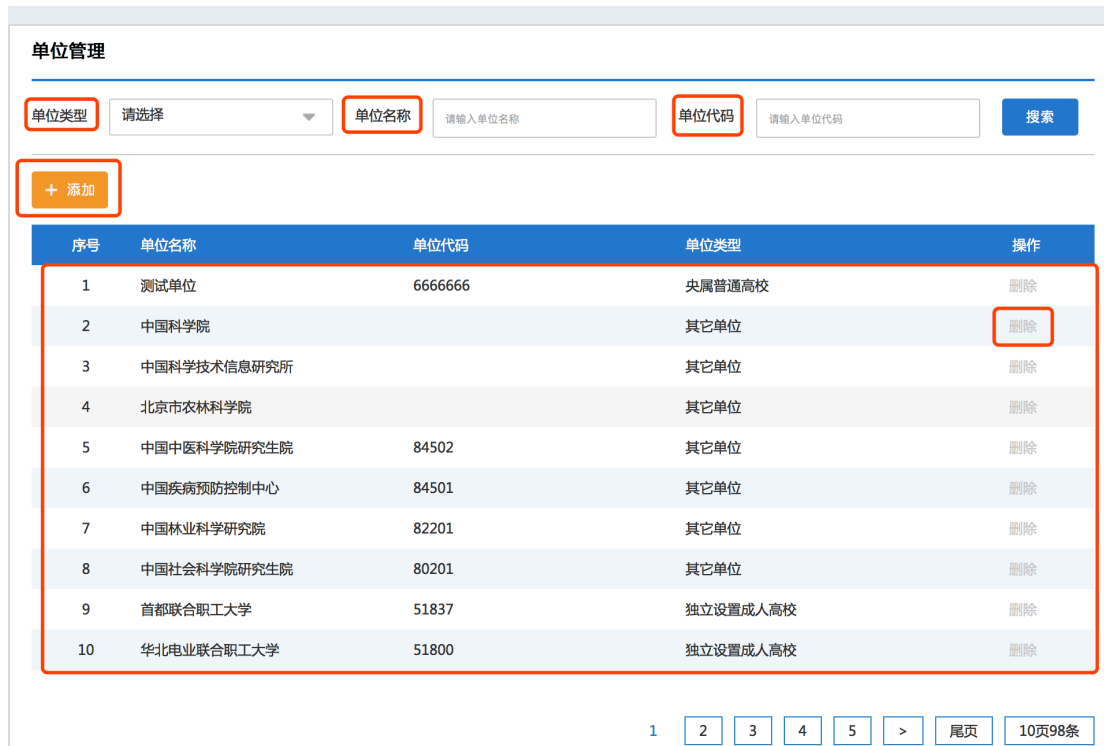 单位管理
单位类型 请选择 单位名称 请输入单位名称 单位代码 请输入单位代码 搜索
+ 添加
序号 单位名称 单位代码 单位类型 操作
1 测试单位 6666666 央属普通高校 删除
2 中国科学院 其它单位 删除
3 中国科学技术信息研究所 其它单位 删除
4 北京市农林科学院 其它单位 删除
5 中国中医科学院研究生院 84502 其它单位 删除
6 中国疾病预防控制中心 84501 其它单位 删除
7 中国林业科学研究院 82201 其它单位 删除
8 中国社会科学院研究生院 80201 其它单位 删除
9 首都联合职工大学 51837 独立设置成人高校 删除
10 华北电业联合职工大学 51800 独立设置成人高校 删除
1 2 3 4 5 > 尾页 10页98条